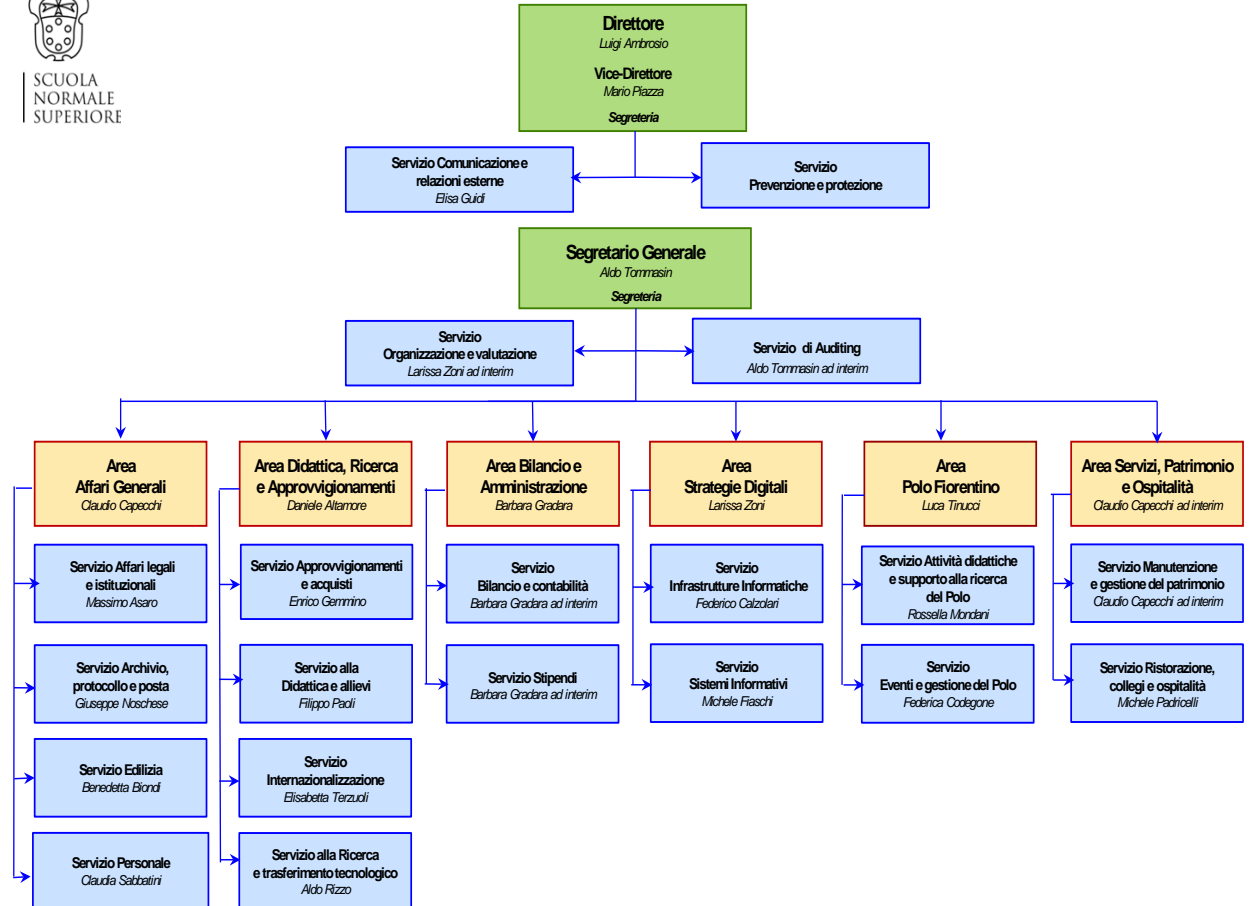 SCUOLA
NORMALE
SUPERIORE
Direttore
Luigi Ambrosio
Vice-Direttore
Mario Piazza
Segreteria
Servizio Comunicazione e
relazioni esterne
Elisa Guidi
Servizio
Prevenzione e protezione
Segretario Generale
Aldo Tommasin
Segreteria
Servizio
Organizzazione e valutazione
Larissa Zoni ad interim
Servizio di Auditing
Aldo Tommasin ad interim
Area
Affari Generali
Claudio Capecchi
Area Didattica, Ricerca
e Approvvigionamenti
Daniele Altamore
Area Bilancio e
Amministrazione
Barbara Gradara
Area
Strategie Digitali
Larissa Zoni
Area
Polo Fiorentino
Luca Tinucci
Area Servizi, Patrimonio
e Ospitalità
Claudio Capecchi ad interim
Servizio Affari legali
e istituzionali
Massimo Asaro
Servizio Approvvigionamenti
e acquisti
Enrico Gemmino
Servizio
Bilancio e contabilità
Barbara Gradara ad interim
Servizio
Infrastrutture Informatiche
Federico Calzolari
Servizio Attività didattiche
e supporto alla ricerca
del Polo
Rossella Mondani
Servizio Manutenzione
e gestione del patrimonio
Claudio Capecchi ad interim
Servizio Archivio,
protocollo e posta
Giuseppe Noschese
Servizio alla
Didattica e allievi
Filippo Paoli
Servizio Stipendi
Barbara Gradara ad interim
Servizio
Sistemi Informativi
Michele Fiaschi
Servizio
Eventi e gestione del Polo
Federica Codegone
Servizio Ristorazione,
collegi e ospitalità
Michele Padricelli
Servizio Edilizia
Benedetta Biondi
Servizio
Internazionalizzazione
Elisabetta Terzuoli
Servizio Personale
Claudia Sabbatini
Servizio alla Ricerca
e trasferimento tecnologico
Aldo Rizzo